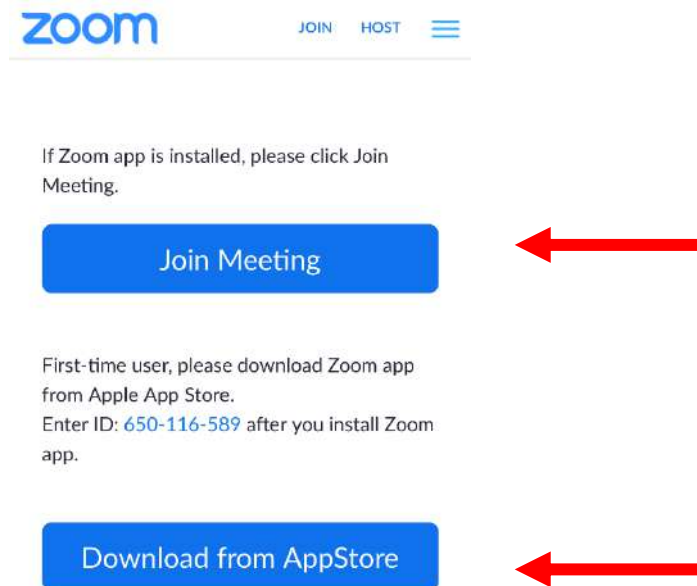 zoom JOIN HOST
If Zoom app is installed, please click Join
Meeting.
Join Meeting
First-time user, please download Zoom app
from Apple App Store.
Enter ID: 650-116-589 after you install Zoom
app.
Download from AppStore